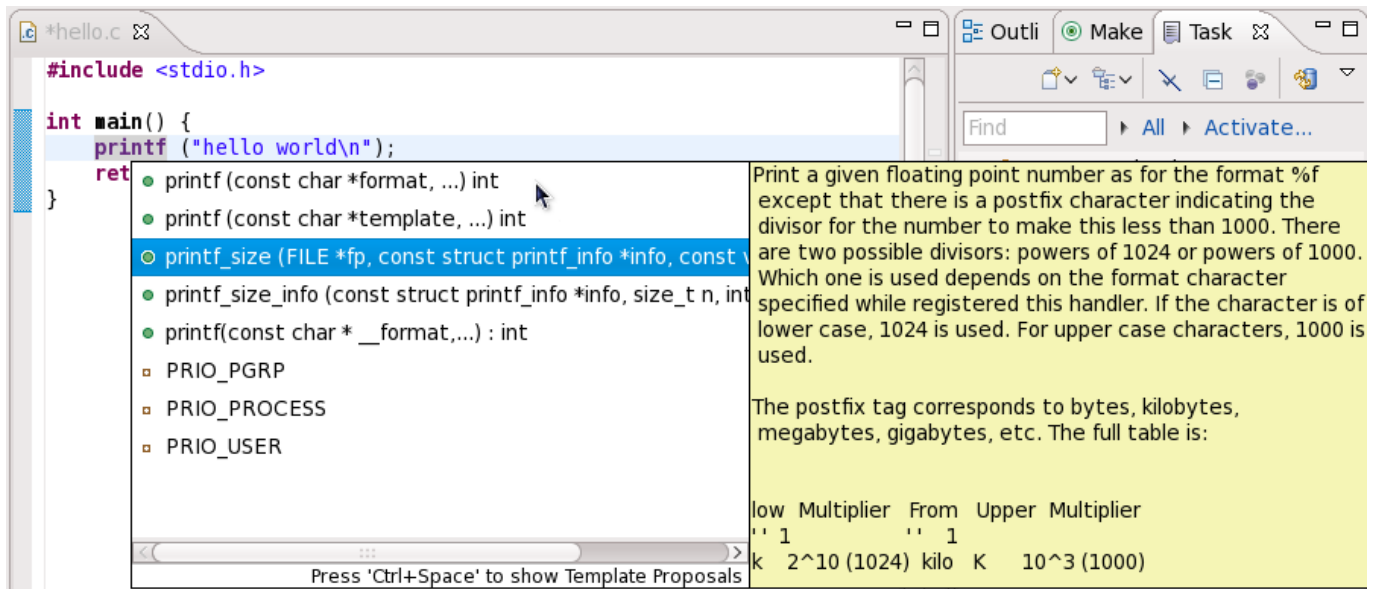 *hello.c
Outli
Make
Task
#include <stdio.h>
int main() {
printf ("hello world\n");
ret
}
Find
All
Activate...
printf (const char *format, ...) int
printf (const char *template, ...) int
printf_size (FILE *fp, const struct printf_info *info, const v
printf_size_info (const struct printf_info *info, size_t n, int
printf(const char * __format,...) : int
PRIO_PGRP
PRIO_PROCESS
PRIO_USER
Press 'Ctrl+Space' to show Template Proposals
Print a given floating point number as for the format %f
except that there is a postfix character indicating the
divisor for the number to make this less than 1000. There
are two possible divisors: powers of 1024 or powers of 1000.
Which one is used depends on the format character
specified while registered this handler. If the character is of
lower case, 1024 is used. For upper case characters, 1000 is
used.
The postfix tag corresponds to bytes, kilobytes,
megabytes, gigabytes, etc. The full table is:
low Multiplier From Upper Multiplier
' ' 1 ' ' 1
k 2^10 (1024) kilo K 10^3 (1000)